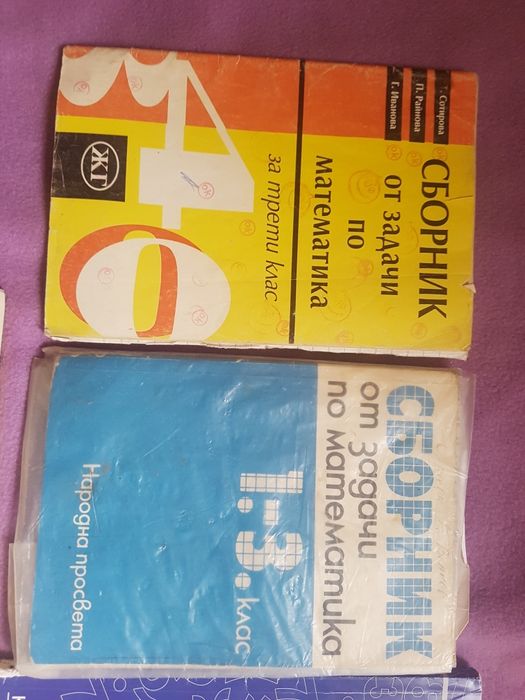 Г. Сотирова
П. Райнова
Г. Иванова
СБОРНИК
от задачи
по
математика
за трети клас
ЖГ
340
СБОРНИК
от задачи
по математика
1.-3. клас
Народна просвета